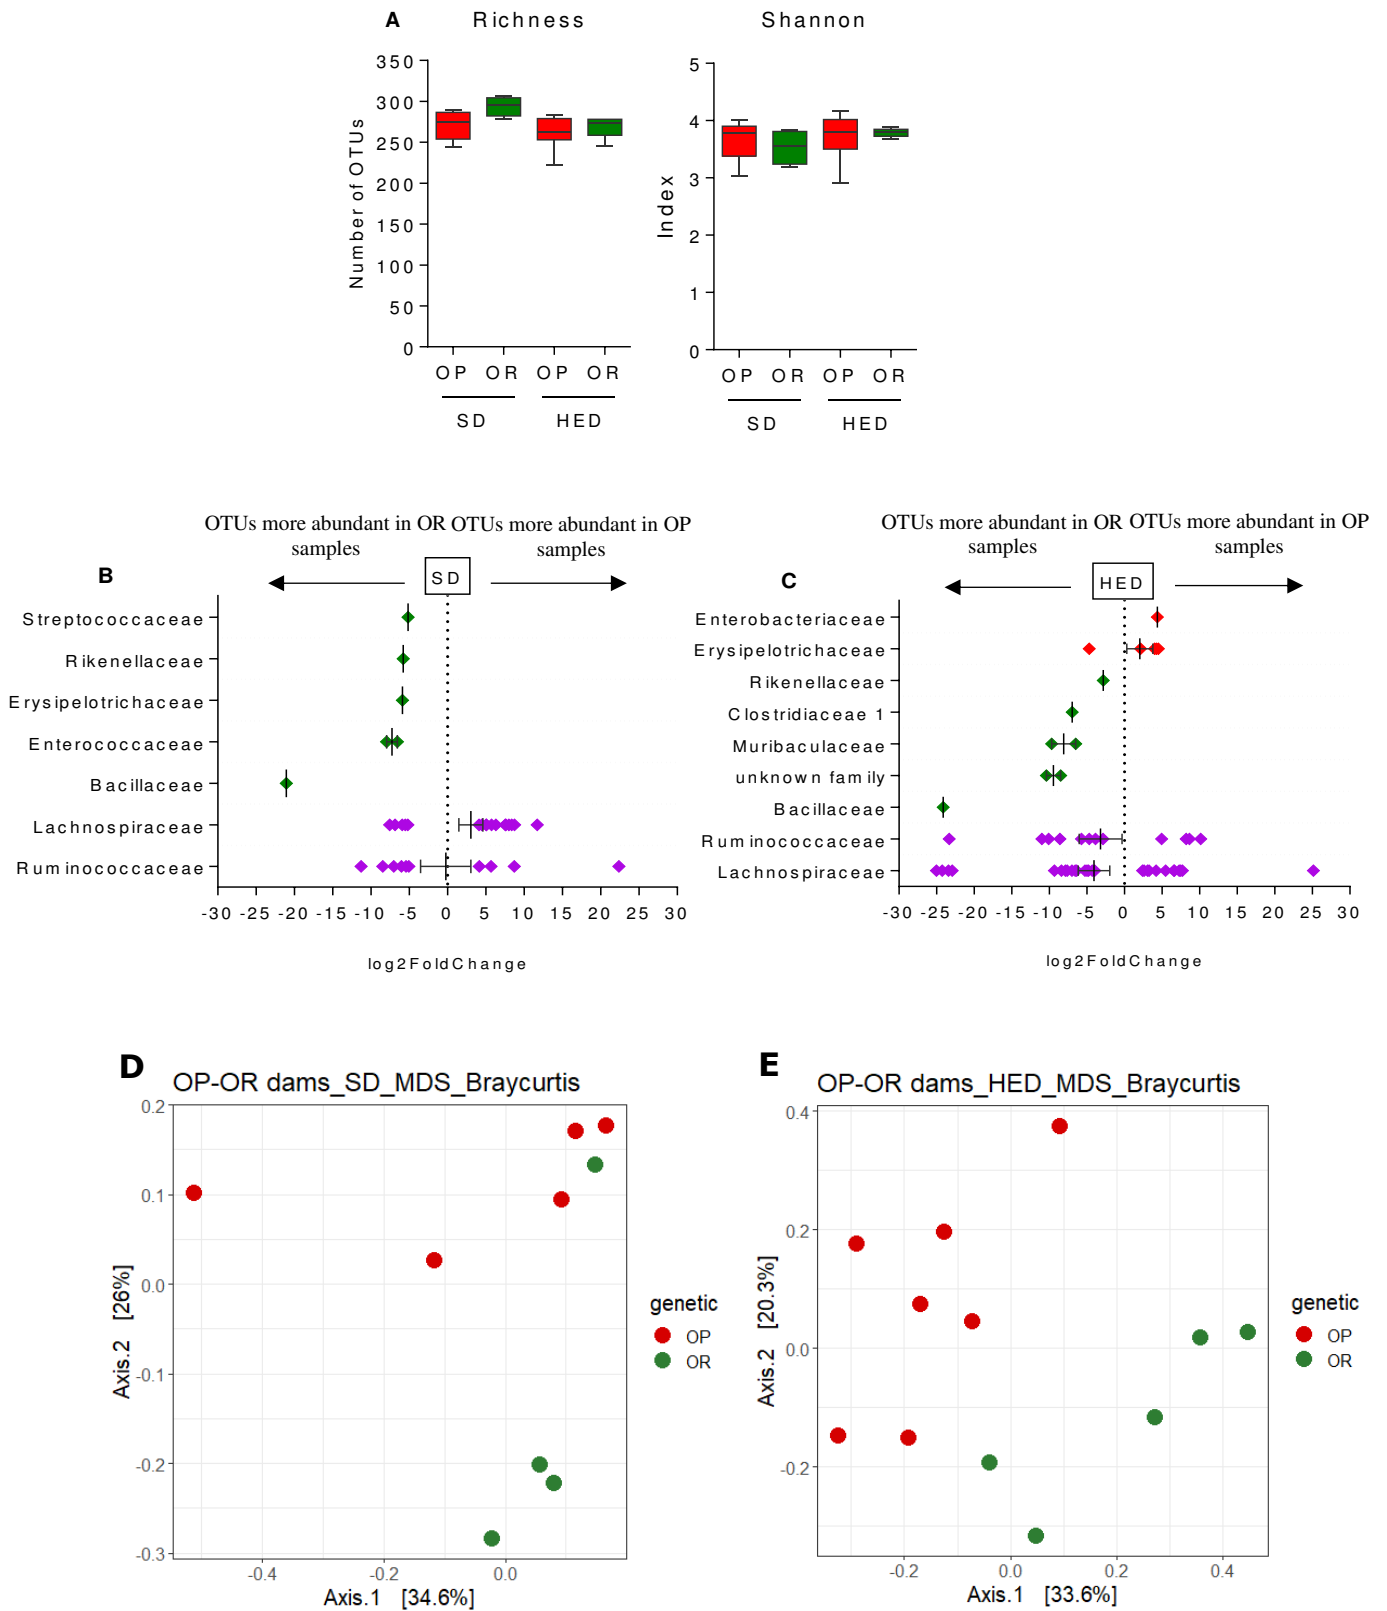 A
Richness
Shannon
350
300
250
200
150
100
50
0
Number of OTUs
OP OR OP OR
SD HED
5
4
3
2
1
0
Index
OP OR OP OR
SD HED
OTUs more abundant in OR
samples
OTUs more abundant in OP
samples
B
SD
Streptococcaceae
Rikenellaceae
Erysipelotrichaceae
Enterococcaceae
Bacillaceae
Lachnospiraceae
Ruminococcaceae
-30 -25 -20 -15 -10 -5 0 5 10 15 20 25 30
log2FoldChange
OTUs more abundant in OR
samples
OTUs more abundant in OP
samples
C
HED
Enterobacteriaceae
Erysipelotrichaceae
Rikenellaceae
Clostridiaceae 1
Muribaculaceae
unknown family
Bacillaceae
Ruminococcaceae
Lachnospiraceae
-30 -25 -20 -15 -10 -5 0 5 10 15 20 25 30
log2FoldChange
D
OP-OR dams_SD_MDS_Braycurtis
0.2
0.1
0.0
-0.1
-0.2
-0.3
Axis.2 [26%]
-0.4 -0.2 0.0
Axis.1 [34.6%]
genetic
OP
OR
E
OP-OR dams_HED_MDS_Braycurtis
0.4
0.2
0.0
-0.2
Axis.2 [20.3%]
-0.2 0.0 0.2 0.4
Axis.1 [33.6%]
genetic
OP
OR